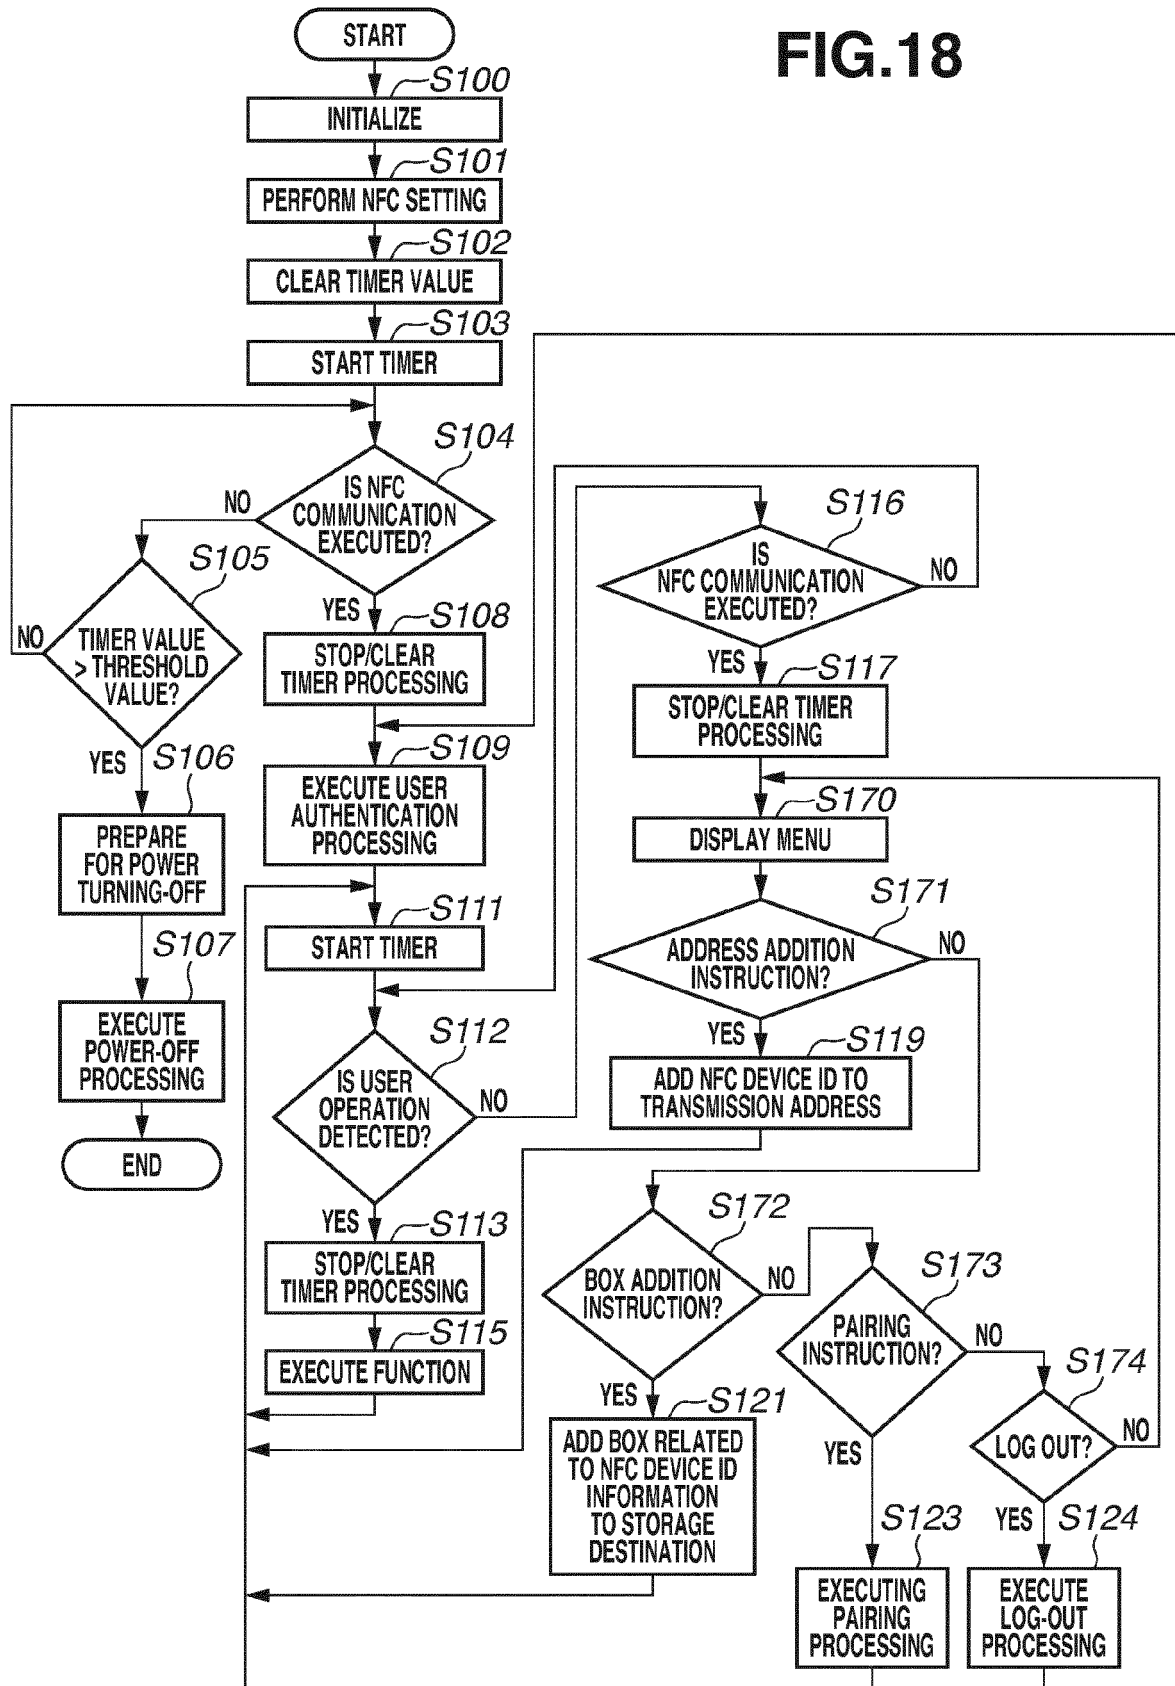 FIG.18
START
S100
INITIALIZE
S101
PERFORM NFC SETTING
S102
CLEAR TIMER VALUE
S103
START TIMER
S104
IS NFC
COMMUNICATION
EXECUTED?
NO
YES
S105
TIMER VALUE
> THRESHOLD
VALUE?
NO
YES
S106
PREPARE
FOR POWER
TURNING-OFF
S107
EXECUTE
POWER-OFF
PROCESSING
END
S108
STOP/CLEAR
TIMER PROCESSING
S109
EXECUTE USER
AUTHENTICATION
PROCESSING
S111
START TIMER
S112
IS USER
OPERATION
DETECTED?
NO
YES
S113
STOP/CLEAR
TIMER PROCESSING
S115
EXECUTE FUNCTION
S116
IS
NFC COMMUNICATION
EXECUTED?
NO
YES
S117
STOP/CLEAR TIMER
PROCESSING
S170
DISPLAY MENU
S171
ADDRESS ADDITION
INSTRUCTION?
NO
YES
S119
ADD NFC DEVICE ID TO
TRANSMISSION ADDRESS
S172
BOX ADDITION
INSTRUCTION?
NO
YES
S121
ADD BOX RELATED
TO NFC DEVICE ID
INFORMATION
TO STORAGE
DESTINATION
S173
PAIRING
INSTRUCTION?
NO
YES
S123
EXECUTING
PAIRING
PROCESSING
S174
LOG OUT?
NO
YES
S124
EXECUTE
LOG-OUT
PROCESSING